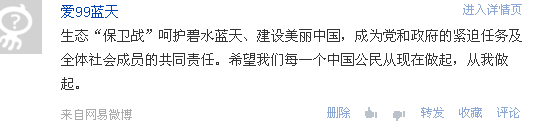 爱99蓝天 进入详情页
生态“保卫战”呵护碧水蓝天、建设美丽中国，成为党和政府的紧迫任务及
全体社会成员的共同责任。希望我们每一个中国公民从现在做起，从我做
起。
来自网易微博 删除 转发 收藏 评论